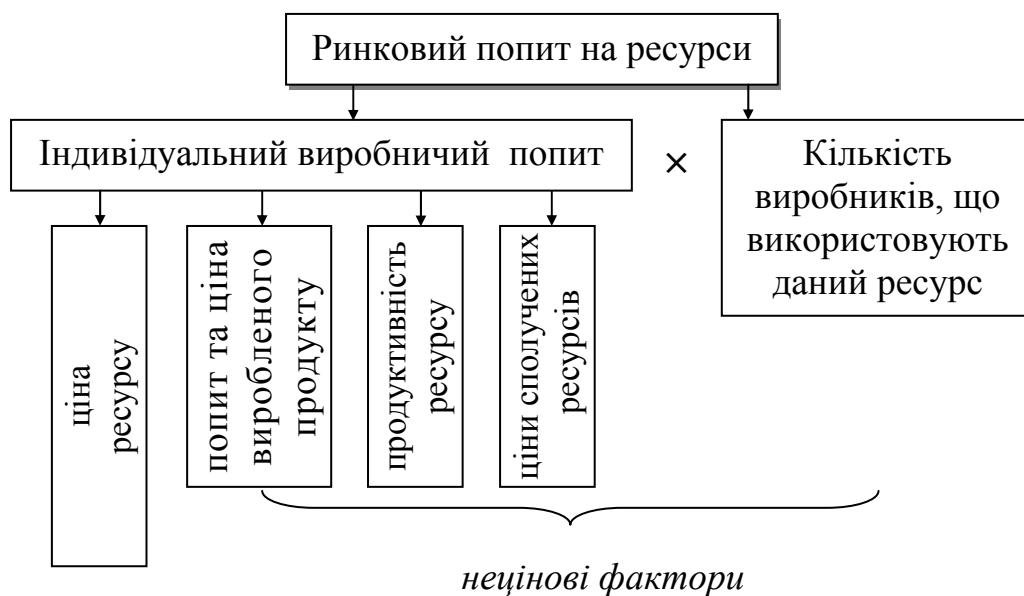 Ринковий попит на ресурси
Індивідуальний виробничий попит
×
Кількість
виробників, що
використовують
даний ресурс
ціна
ресурсу
попит та ціна
виробленого
продукту
продуктивність
ресурсу
ціни сполучених
ресурсів
нецінові фактори